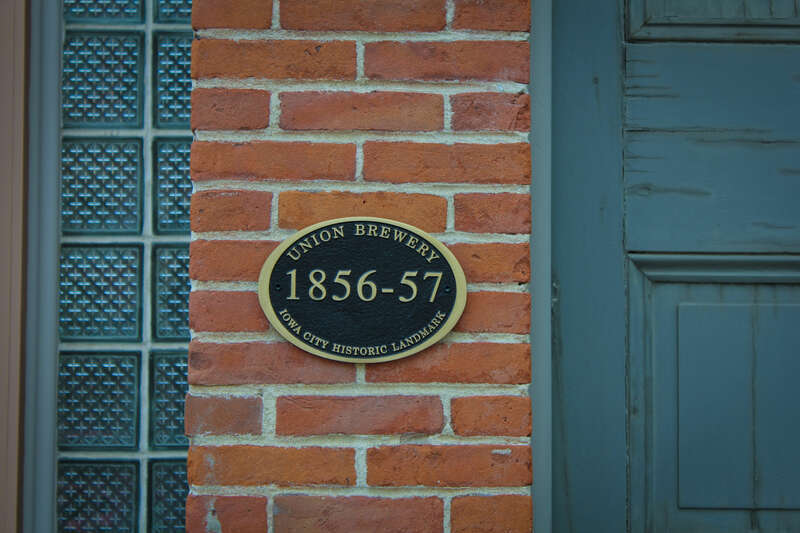 UNION BREWERY
1856-57
IOWA CITY HISTORIC LANDMARK